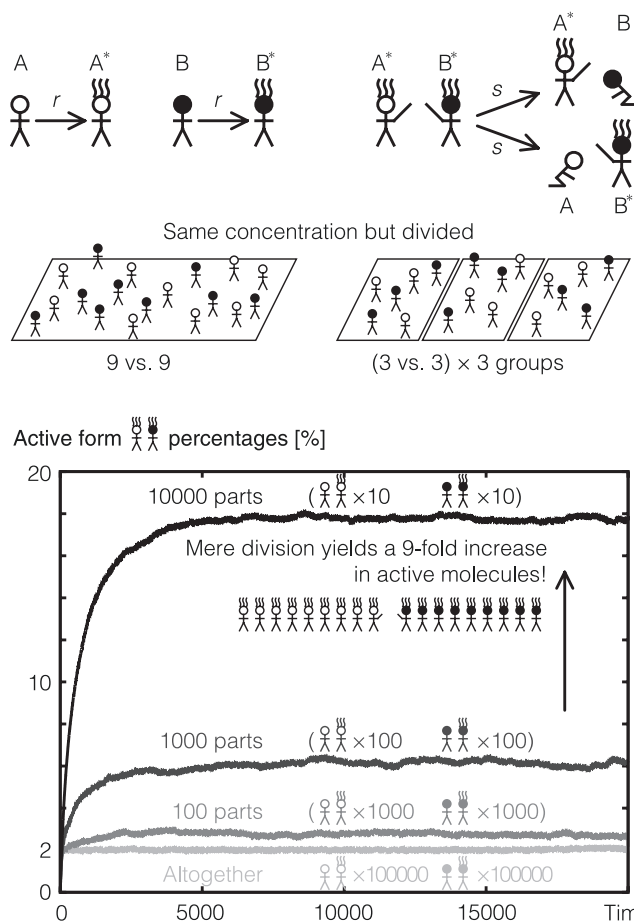 A A* B B* A* B* A* B
r r s
s
A B*
Same concentration but divided
9 vs. 9 (3 vs. 3) × 3 groups
Active form percentages [%]
20
10000 parts ( ×10 ×10)
Mere division yields a 9-fold increase
in active molecules!
10
1000 parts ( ×100 ×100)
100 parts ( ×1000 ×1000)
2
Altogether ×100000 ×100000
0
0 5000 10000 15000 Tim